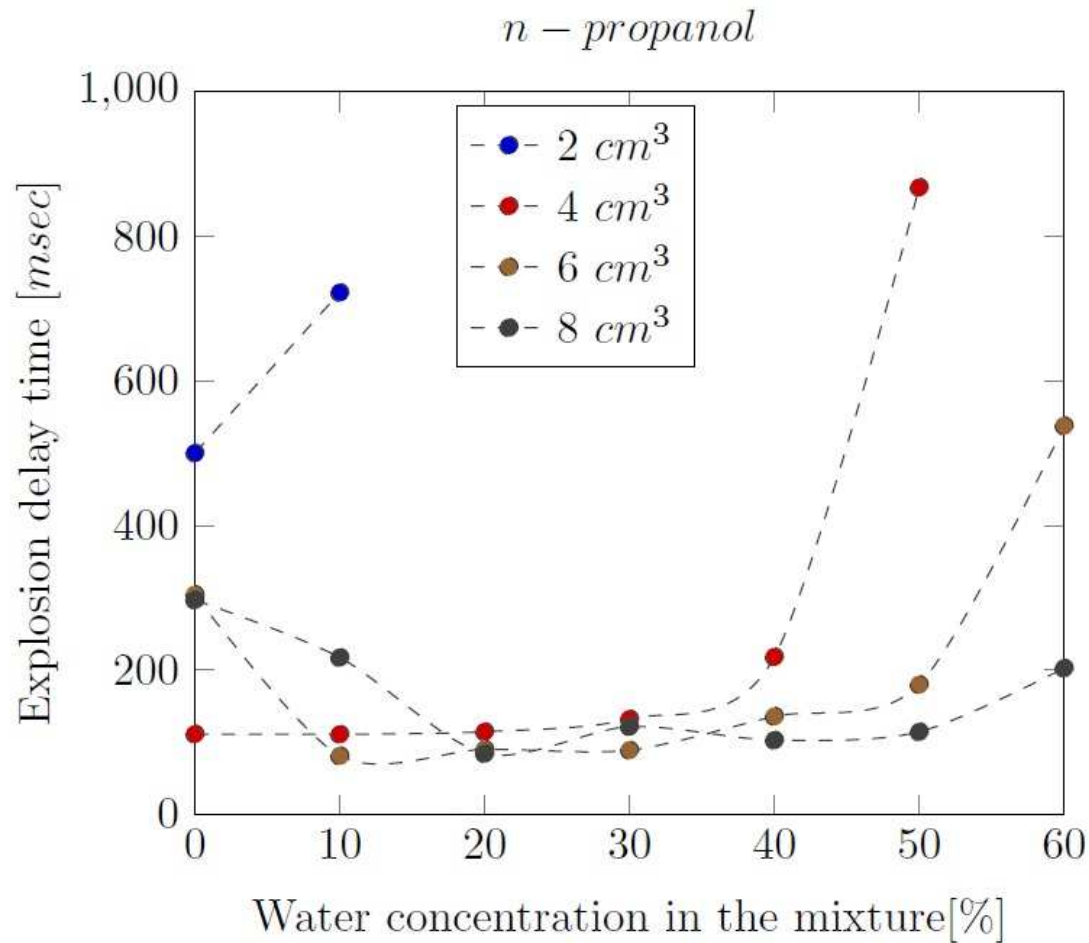 n − propanol
1,000
800
600
400
200
0
Explosion delay time [msec]
2 cm³
4 cm³
6 cm³
8 cm³
0 10 20 30 40 50 60
Water concentration in the mixture[%]